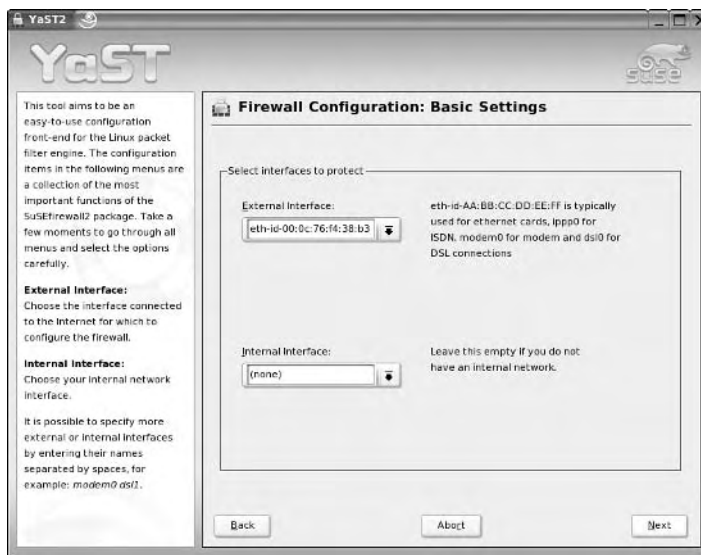 YaST2
YaST
suse
This tool aims to be an
easy-to-use configuration
front-end for the Linux packet
filter engine. The configuration
items in the following menus are
a collection of the most
important functions of the
SuSEfirewall2 package. Take a
few moments to go through all
menus and select the options
carefully.
External Interface:
Choose the interface connected
to the Internet for which to
configure the firewall.
Internal Interface:
Choose your internal network
interface.
It is possible to specify more
external or internal interfaces
by entering their names
separated by spaces, for
example: modem0 dsl1.
Firewall Configuration: Basic Settings
Select interfaces to protect
External Interface:
eth-id-00:0c:76:f4:38:b3
eth-id-AA:BB:CC:DD:EE:FF is typically
used for ethernet cards, ippp0 for
ISDN, modem0 for modem and dsl0 for
DSL connections
Internal Interface:
(none)
Leave this empty if you do not
have an internal network.
Back
Abort
Next